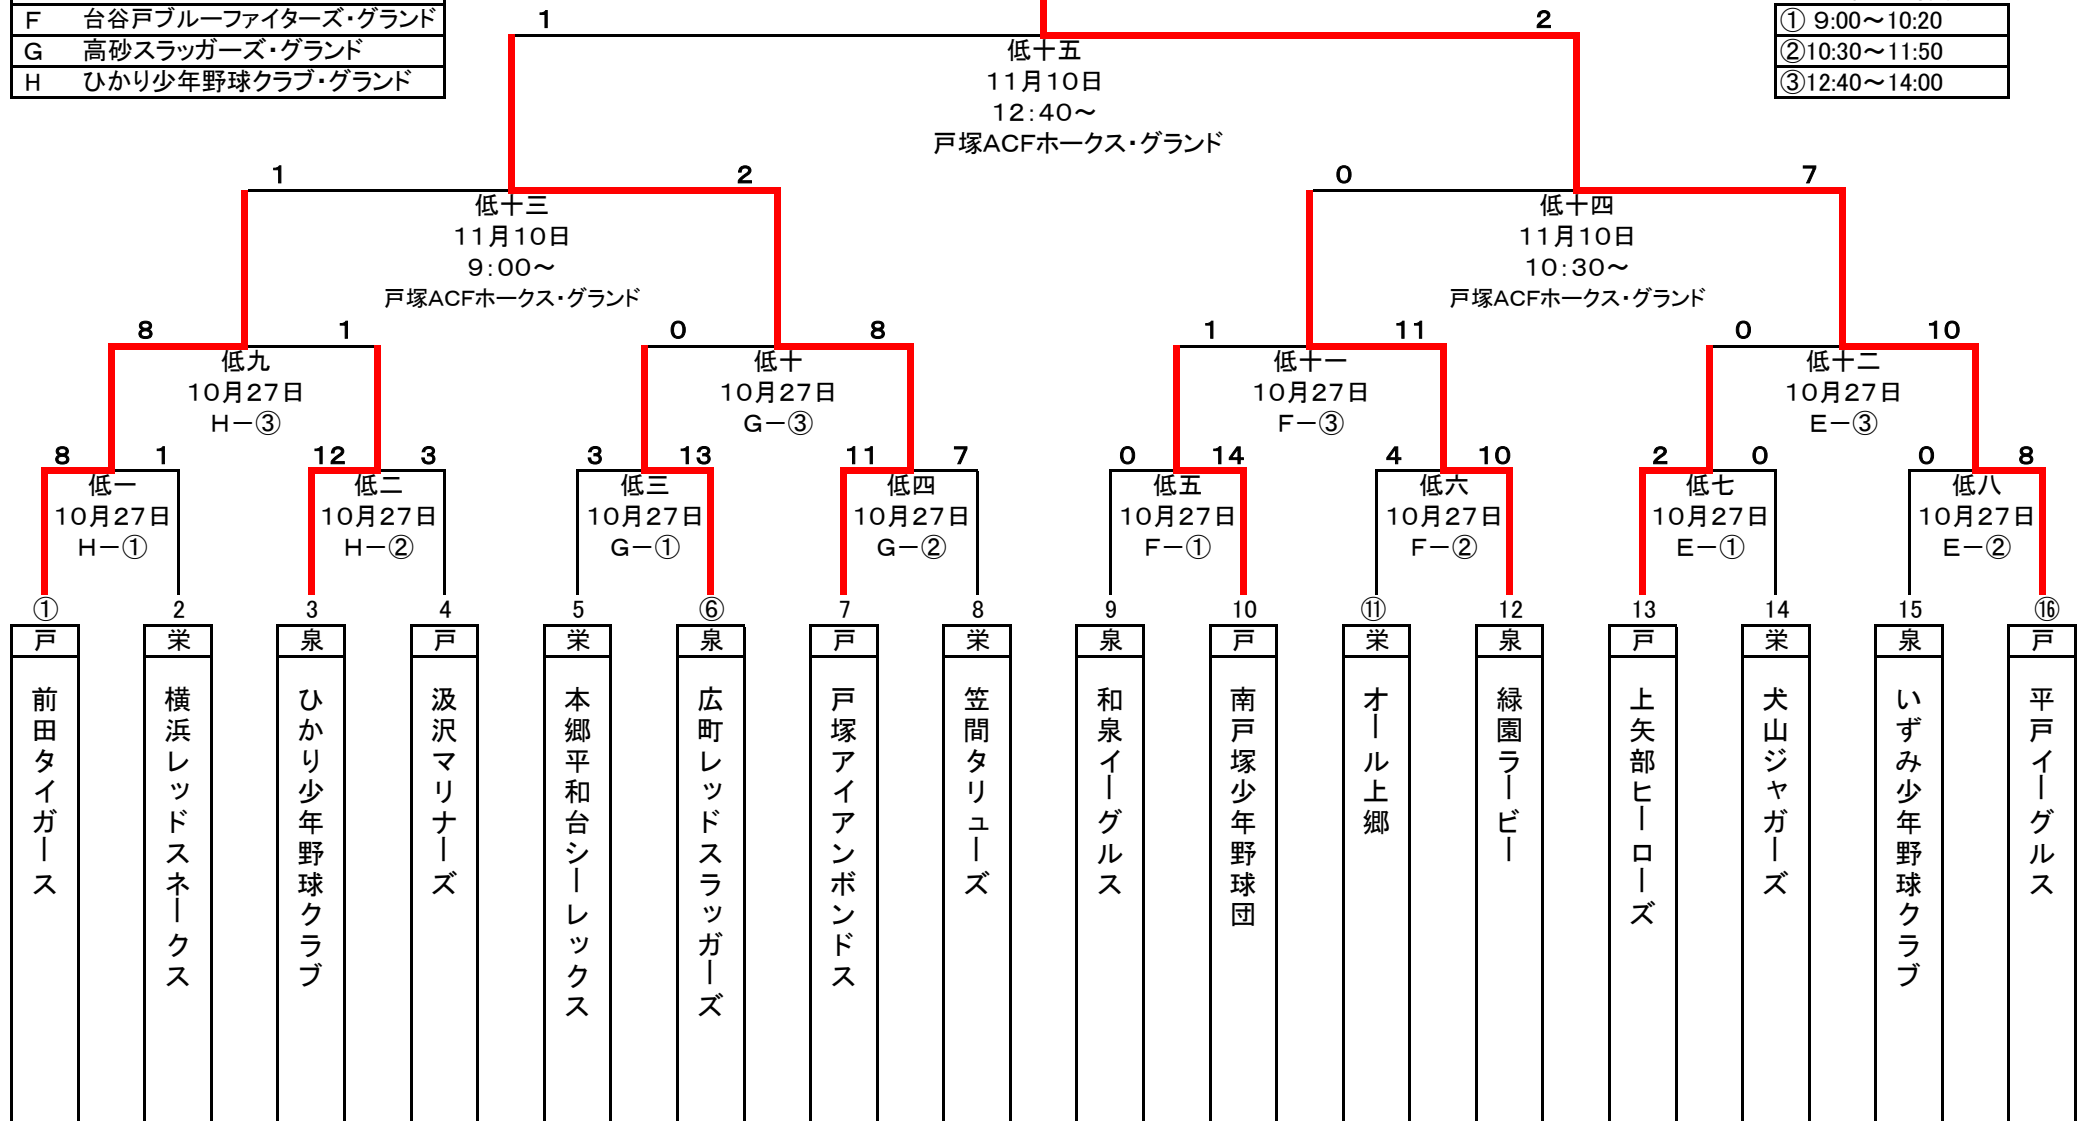 F 台谷戸ブルーファイターズ・グランド
G 高砂スラッガーズ・グランド
H ひかり少年野球クラブ・グランド
① 9:00～10:20
②10:30～11:50
③12:40～14:00
1 2
低十五
11月10日
12:40～
戸塚ACFホークス・グランド
1 2 0 7
低十三 低十四
11月10日 11月10日
9:00～ 10:30～
戸塚ACFホークス・グランド 戸塚ACFホークス・グランド
8 1 0 8 1 11 0 10
低九 低十 低十一 低十二
10月27日 10月27日 10月27日 10月27日
H－③ G－③ F－③ E－③
8 1 12 3 3 13 11 7 0 14 4 10 2 0 0 8
低一 低二 低三 低四 低五 低六 低七 低八
10月27日 10月27日 10月27日 10月27日 10月27日 10月27日 10月27日 10月27日
H－① H－② G－① G－② F－① F－② E－① E－②
① 2 3 4 5 ⑥ 7 8 9 10 ⑪ 12 13 14 15 ⑯
戸 栄 泉 戸 栄 泉 戸 栄 泉 戸 栄 泉 戸 栄 泉 戸
前田タイガース
横浜レッドスネークス
ひかり少年野球クラブ
汲沢マリナーズ
本郷平和台シーレックス
広町レッドスラッガーズ
戸塚アイアンボンドス
笠間タリューズ
和泉イーグルス
南戸塚少年野球団
オール上郷
緑園ラービー
上矢部ヒーローズ
犬山ジャガーズ
いずみ少年野球クラブ
平戸イーグルス